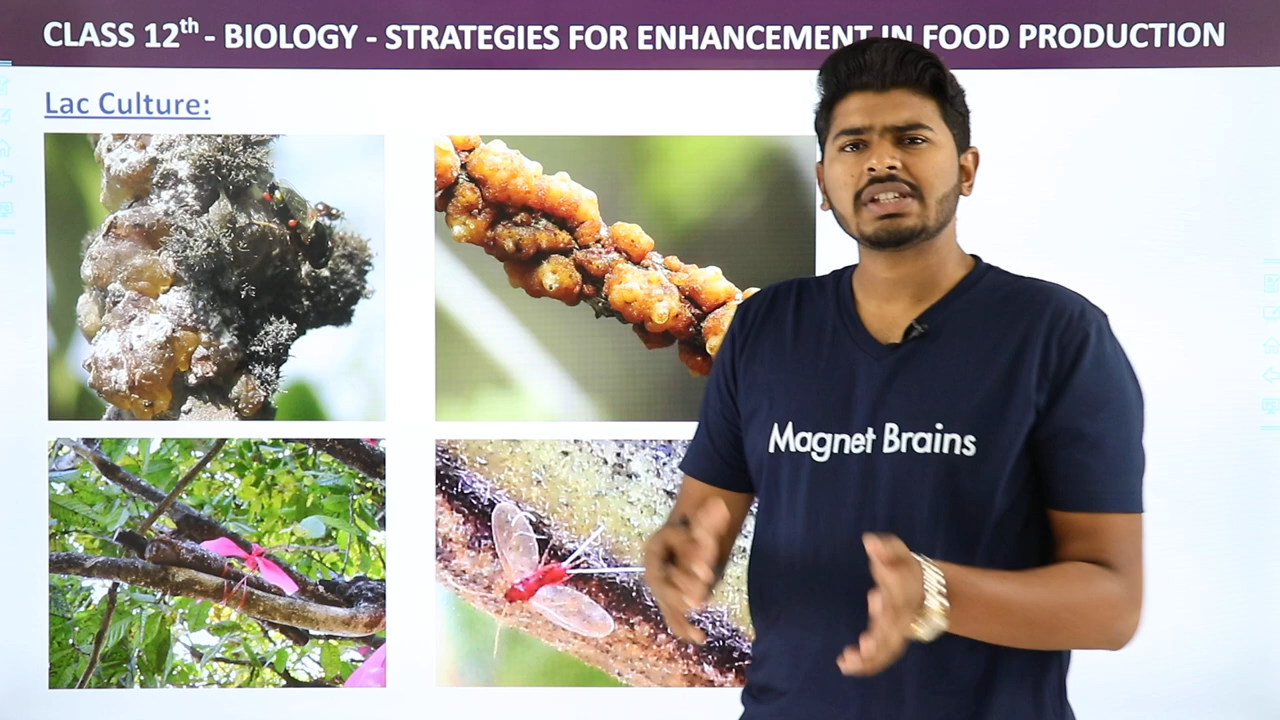 CLASS 12th - BIOLOGY - STRATEGIES FOR ENHANCEMENT IN FOOD PRODUCTION
Lac Culture:
Magnet Brains